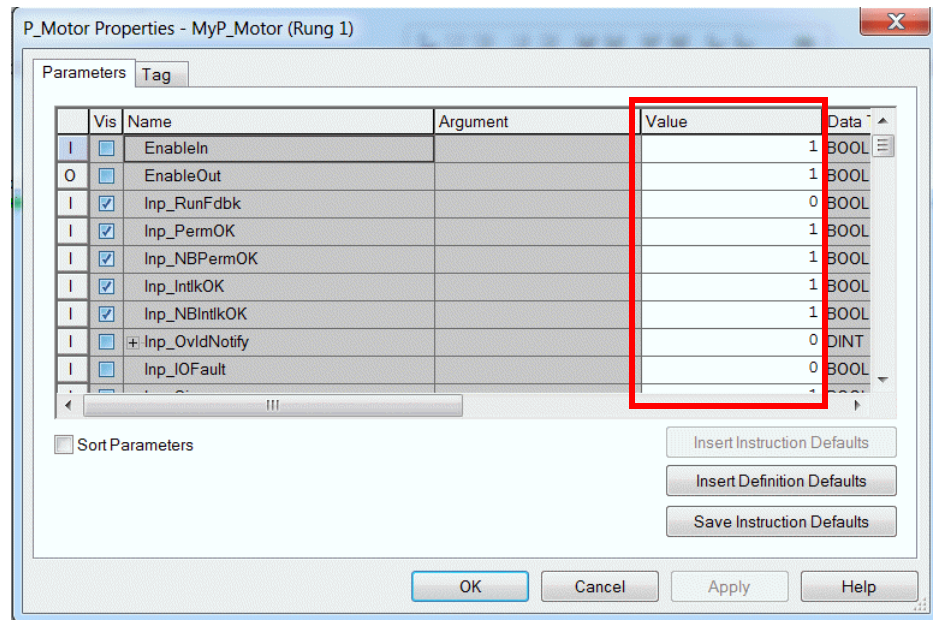 P_Motor Properties - MyP_Motor (Rung 1)
Parameters Tag
Vis Name Argument Value Data
I EnableIn 1 BOOL
O EnableOut 1 BOOL
I Inp_RunFdbk 0 BOOL
I Inp_PermOK 1 BOOL
I Inp_NBPermOK 1 BOOL
I Inp_IntlkOK 1 BOOL
I Inp_NBIntlkOK 1 BOOL
I Inp_OvldNotify 0 DINT
I Inp_IOFault 0 BOOL
Sort Parameters
Insert Instruction Defaults
Insert Definition Defaults
Save Instruction Defaults
OK Cancel Apply Help